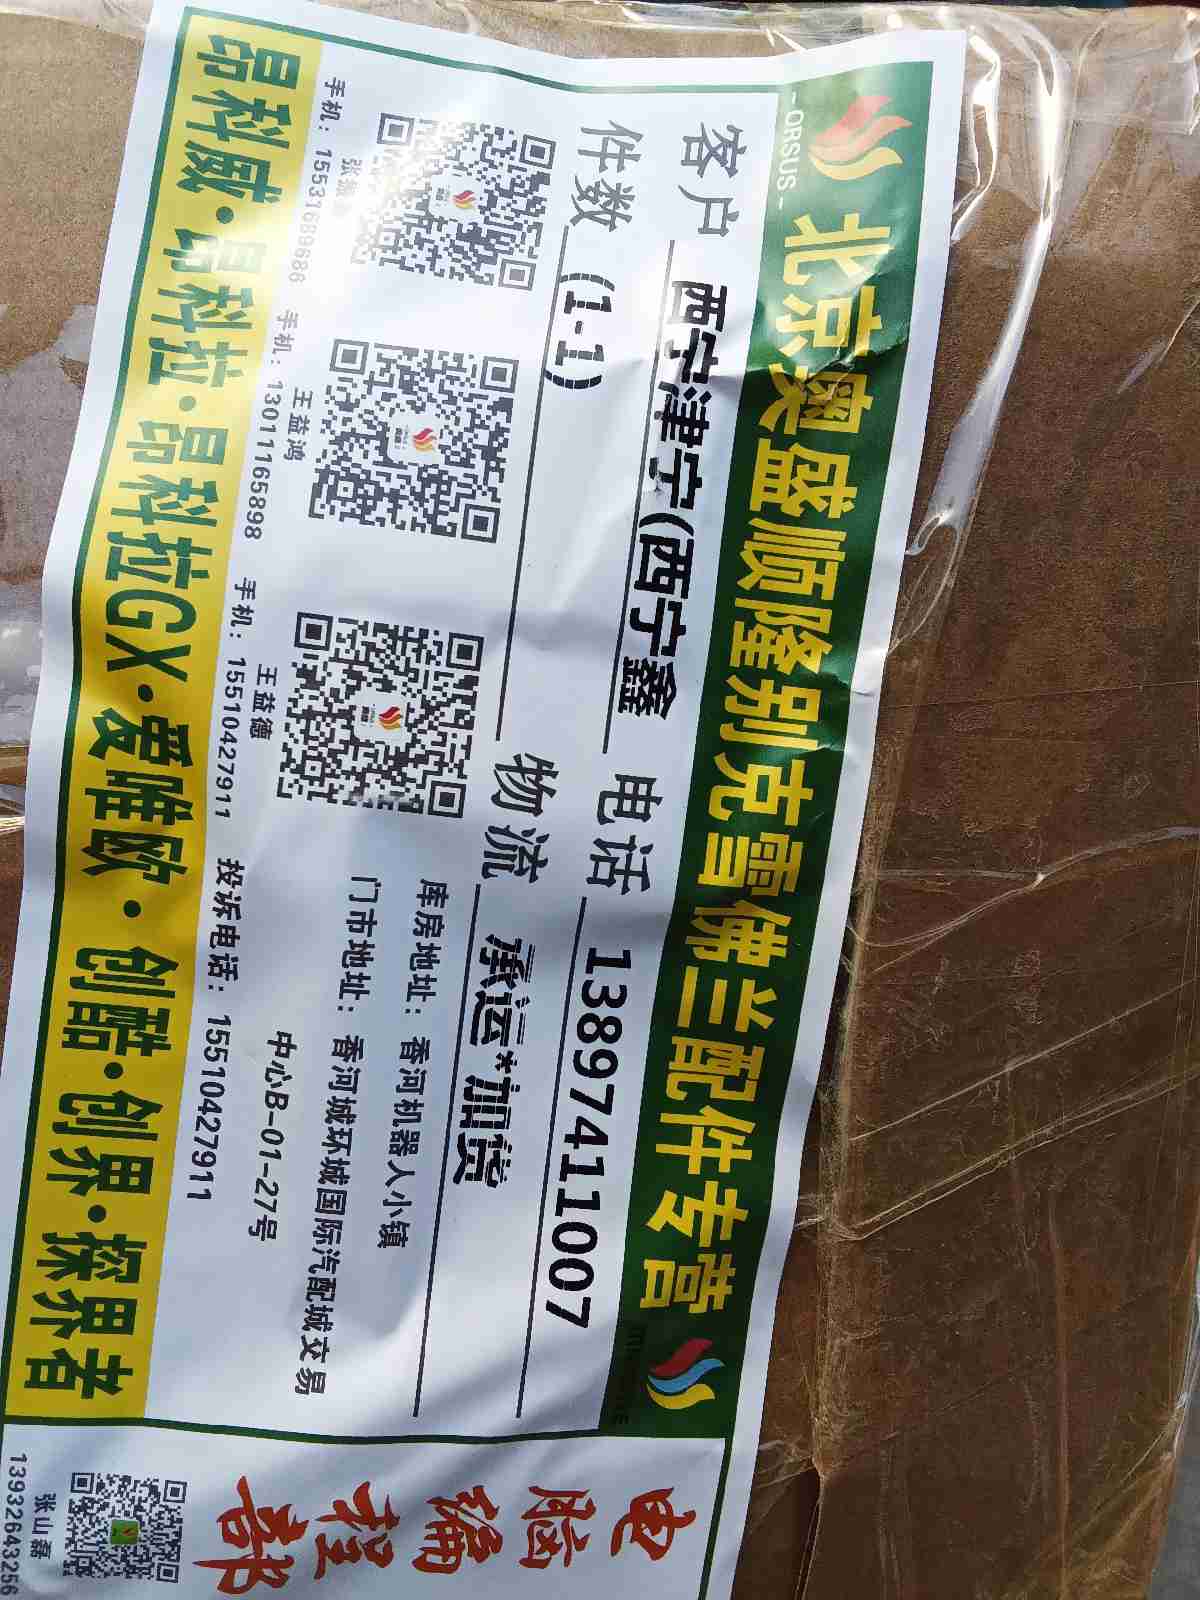 -ORSUS-
北京奥盛顺隆别克雪佛兰配件专营
客户 西宁津宁(西宁鑫 电话 13897411007
件数 (1-1) 物流 承运*加货
库房地址：香河机器人小镇
门市地址：香河城环城国际汽配城交易
中心B-01-27号
王益鸿
王益德
手机：15531689686 手机：13011165898 手机：15510427911 投诉电话：15510427911
昂科威·昂科拉·昂科拉GX·爱唯欧·创酷·创界·探界者
电脑编程部
张山磊
13932643256